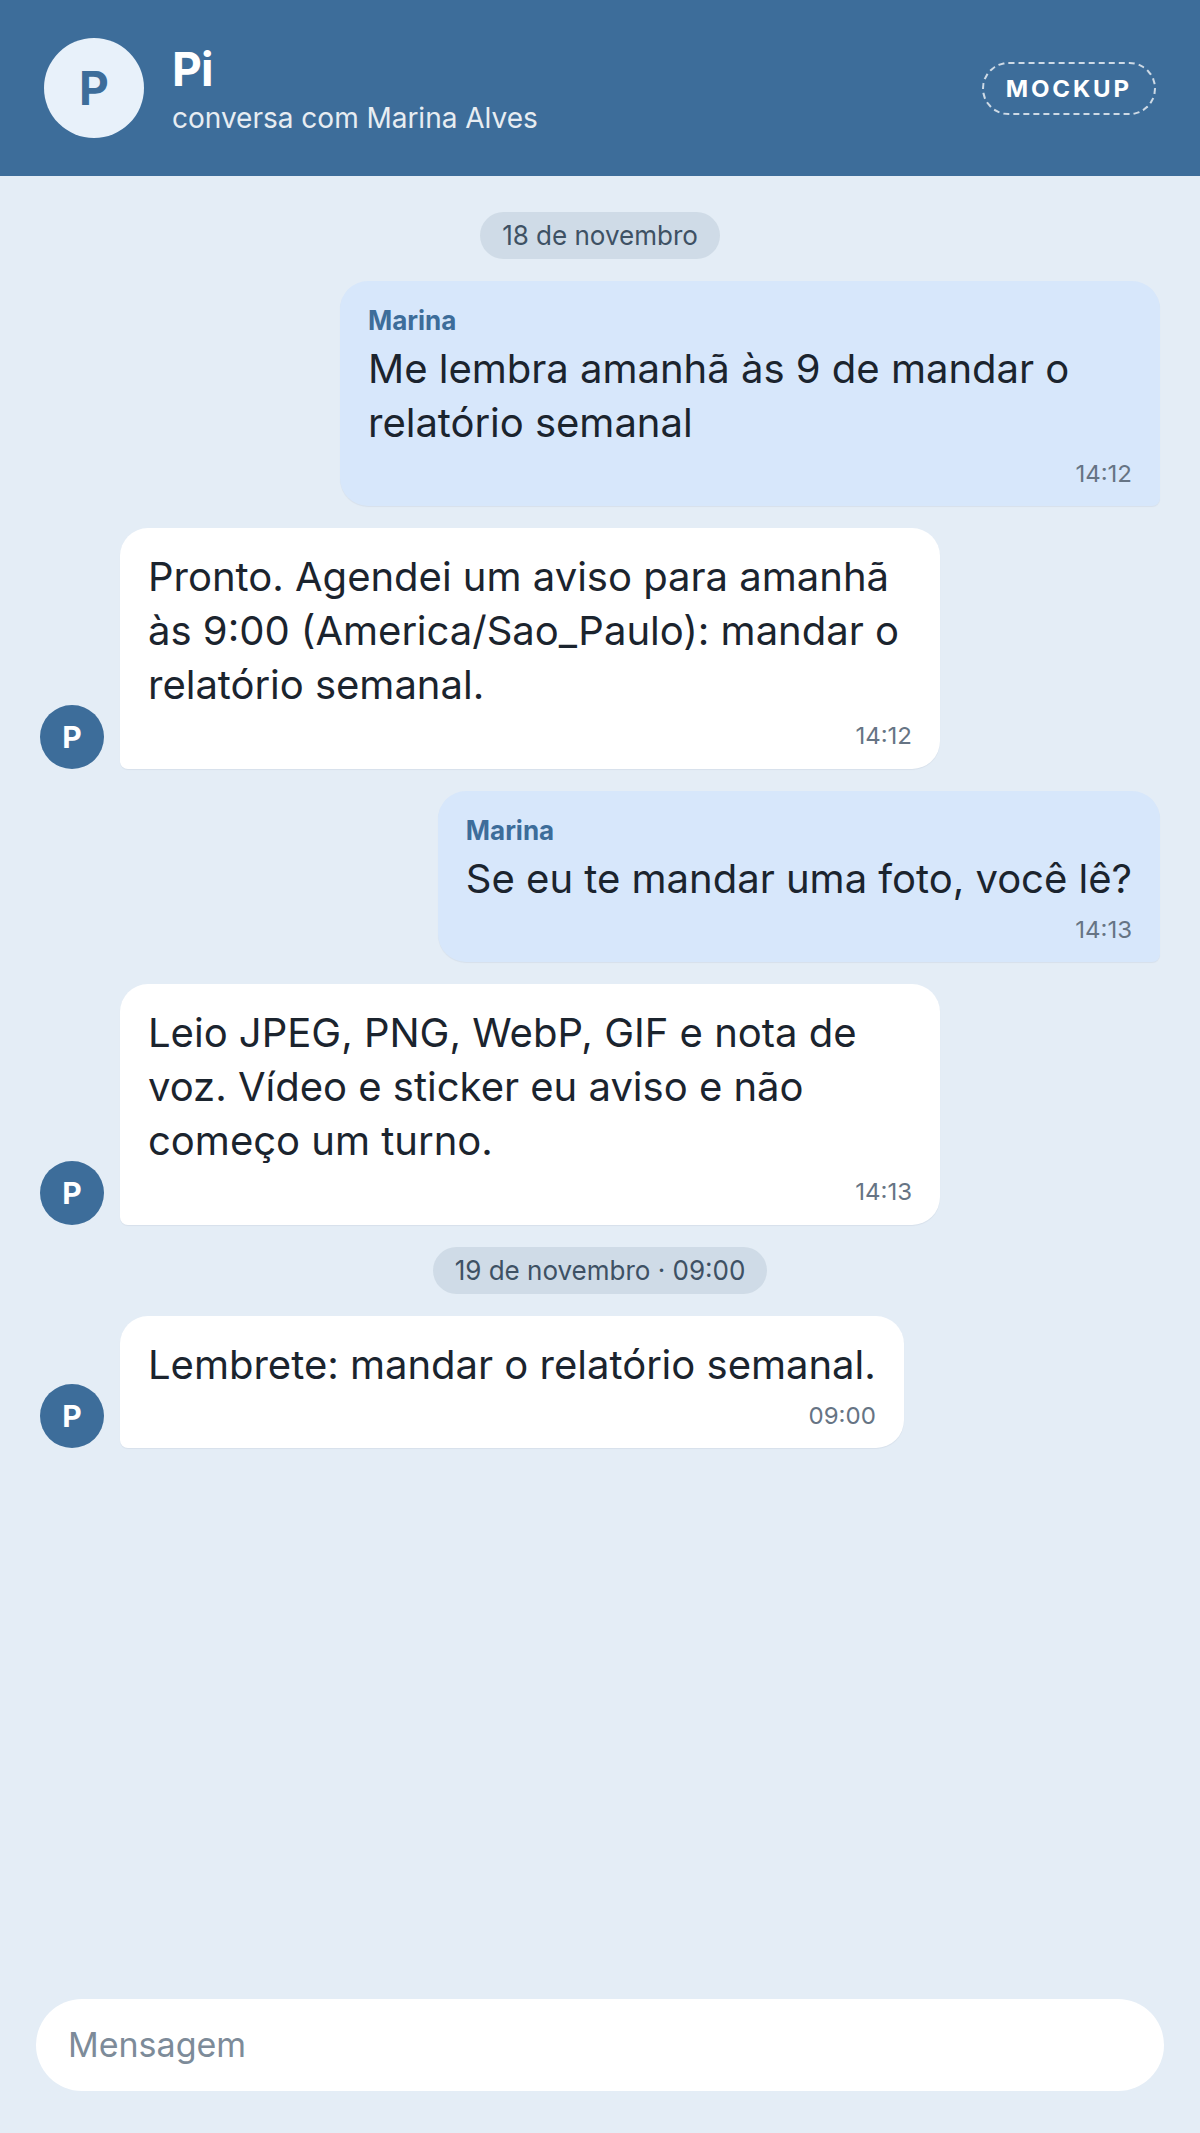 P
Pi
conversa com Marina Alves
MOCKUP
18 de novembro
Marina
Me lembra amanhã às 9 de mandar o
relatório semanal
14:12
Pronto. Agendei um aviso para amanhã
às 9:00 (America/Sao_Paulo): mandar o
relatório semanal.
14:12
P
Marina
Se eu te mandar uma foto, você lê?
14:13
Leio JPEG, PNG, WebP, GIF e nota de
voz. Vídeo e sticker eu aviso e não
começo um turno.
14:13
P
19 de novembro · 09:00
Lembrete: mandar o relatório semanal.
09:00
P
Mensagem